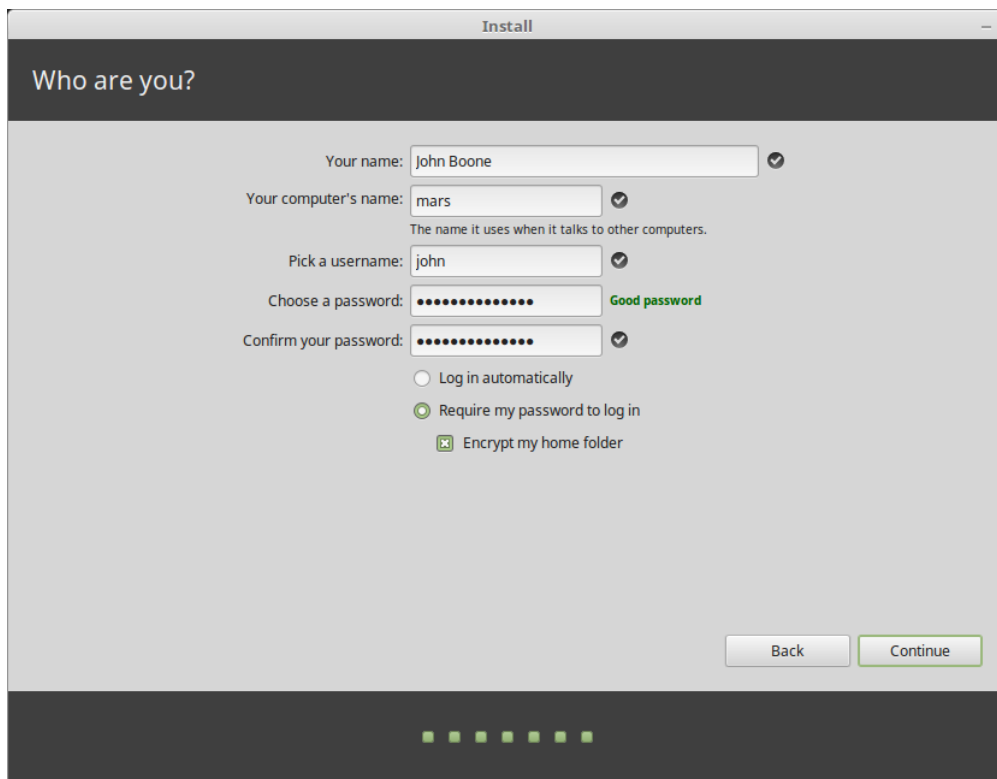 Install
Who are you?
Your name: John Boone
Your computer's name: mars
The name it uses when it talks to other computers.
Pick a username: john
Choose a password: ●●●●●●●●●●●●●● Good password
Confirm your password: ●●●●●●●●●●●●●●
Log in automatically
Require my password to log in
Encrypt my home folder
Back Continue